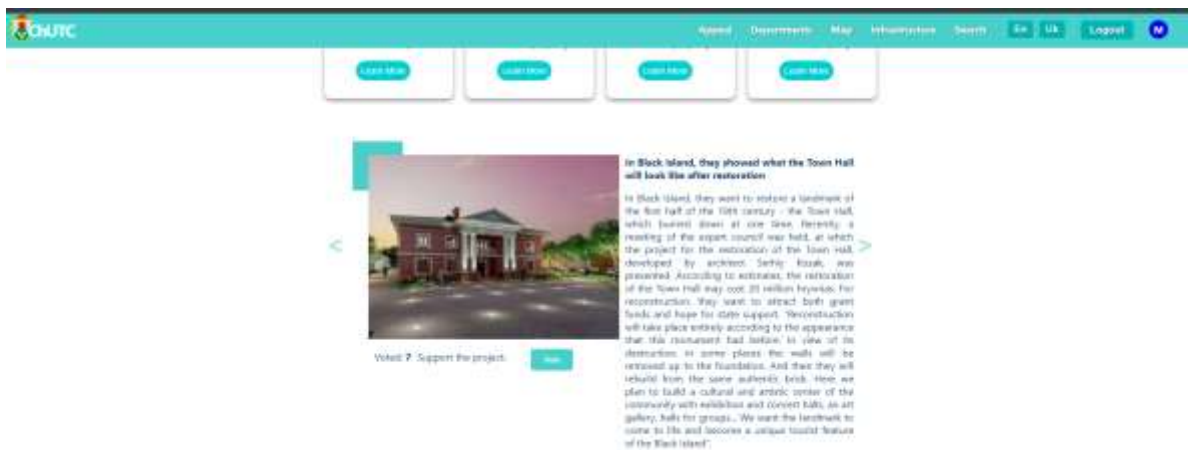 ChUTC
Appeal Departments Map Infrastructure Search En Uk Logout M
Learn More Learn More Learn More Learn More
In Black Island, they showed what the Town Hall
will look like after restoration
In Black Island, they want to restore a landmark of
the first half of the 19th century - the Town Hall,
which burned down at one time. Recently, a
meeting of the expert council was held, at which
the project for the restoration of the Town Hall,
developed by architect Serhiy Kozak, was
presented. According to estimates, the restoration
of the Town Hall may cost million hryvnias. For
reconstruction, they want to attract both grant
funds and hope for state support. "Reconstruction
will take place entirely according to the appearance
that this monument had before. In view of its
destruction, in some places the walls will be
removed up to the foundation. And then they will
rebuild from the same authentic brick. Here we
plan to build a cultural and artistic center of the
community with exhibition and concert halls, an art
gallery, halls for groups... We want the landmark to
come to life and become a unique tourist feature
of the Black Island".
<
>
Voted: 7 Support the project: